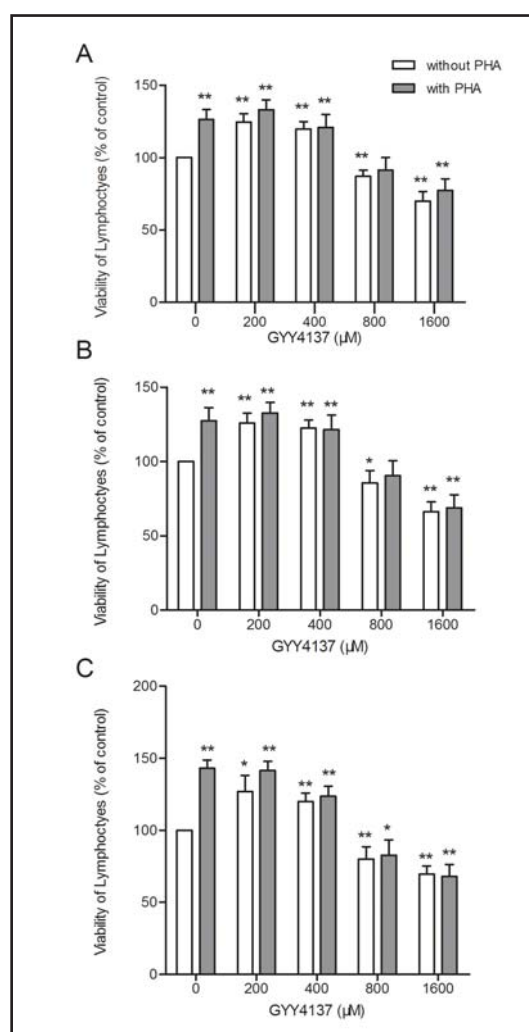 A
without PHA
with PHA
Viability of Lymphoctyes (% of control)
150
100
50
0
** ** ** ** ** ** ** **
0 200 400 800 1600
GYY4137 (μM)
B
Viability of Lymphoctyes (% of control)
150
100
50
0
** ** ** ** ** * ** **
0 200 400 800 1600
GYY4137 (μM)
C
Viability of Lymphoctyes (% of control)
200
150
100
50
0
** * ** ** ** ** * ** **
0 200 400 800 1600
GYY4137 (μM)